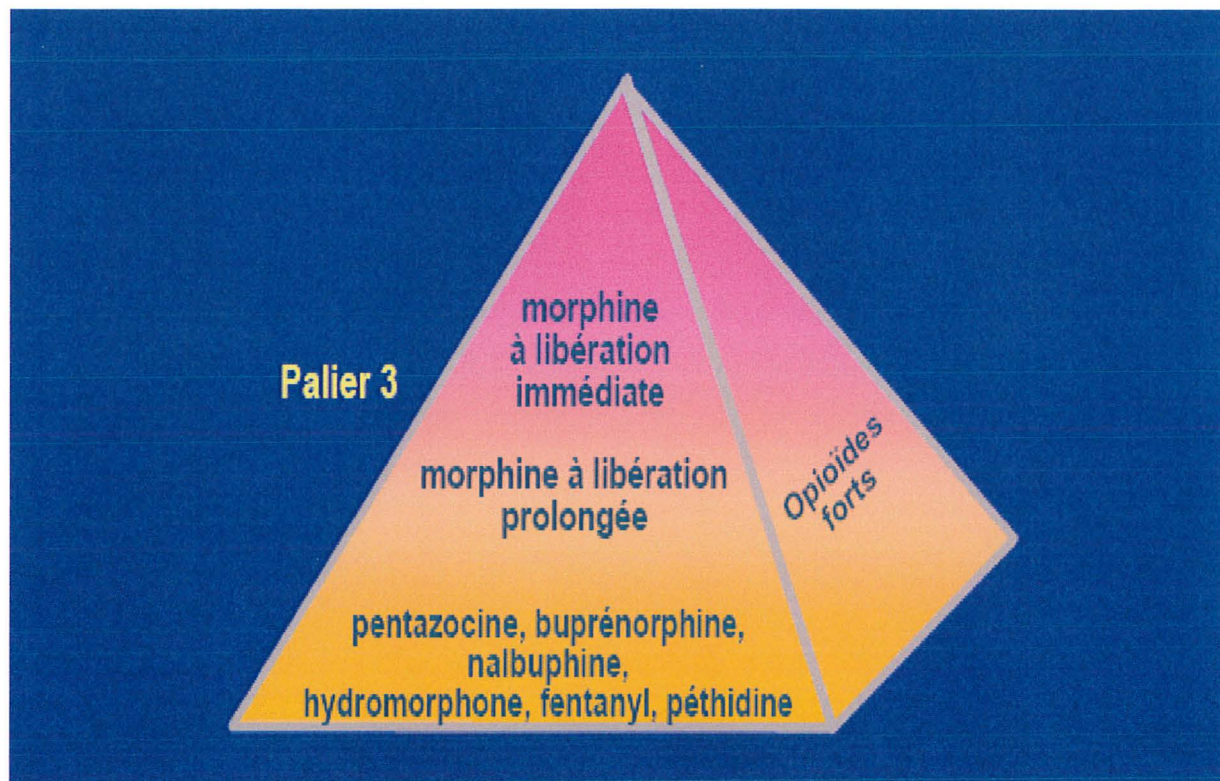 morphine
à libération
immédiate
Palier 3
morphine à libération
prolongée
Opioïdes
forts
pentazocine, buprénorphine,
nalbuphine,
hydromorphone, fentanyl, péthidine